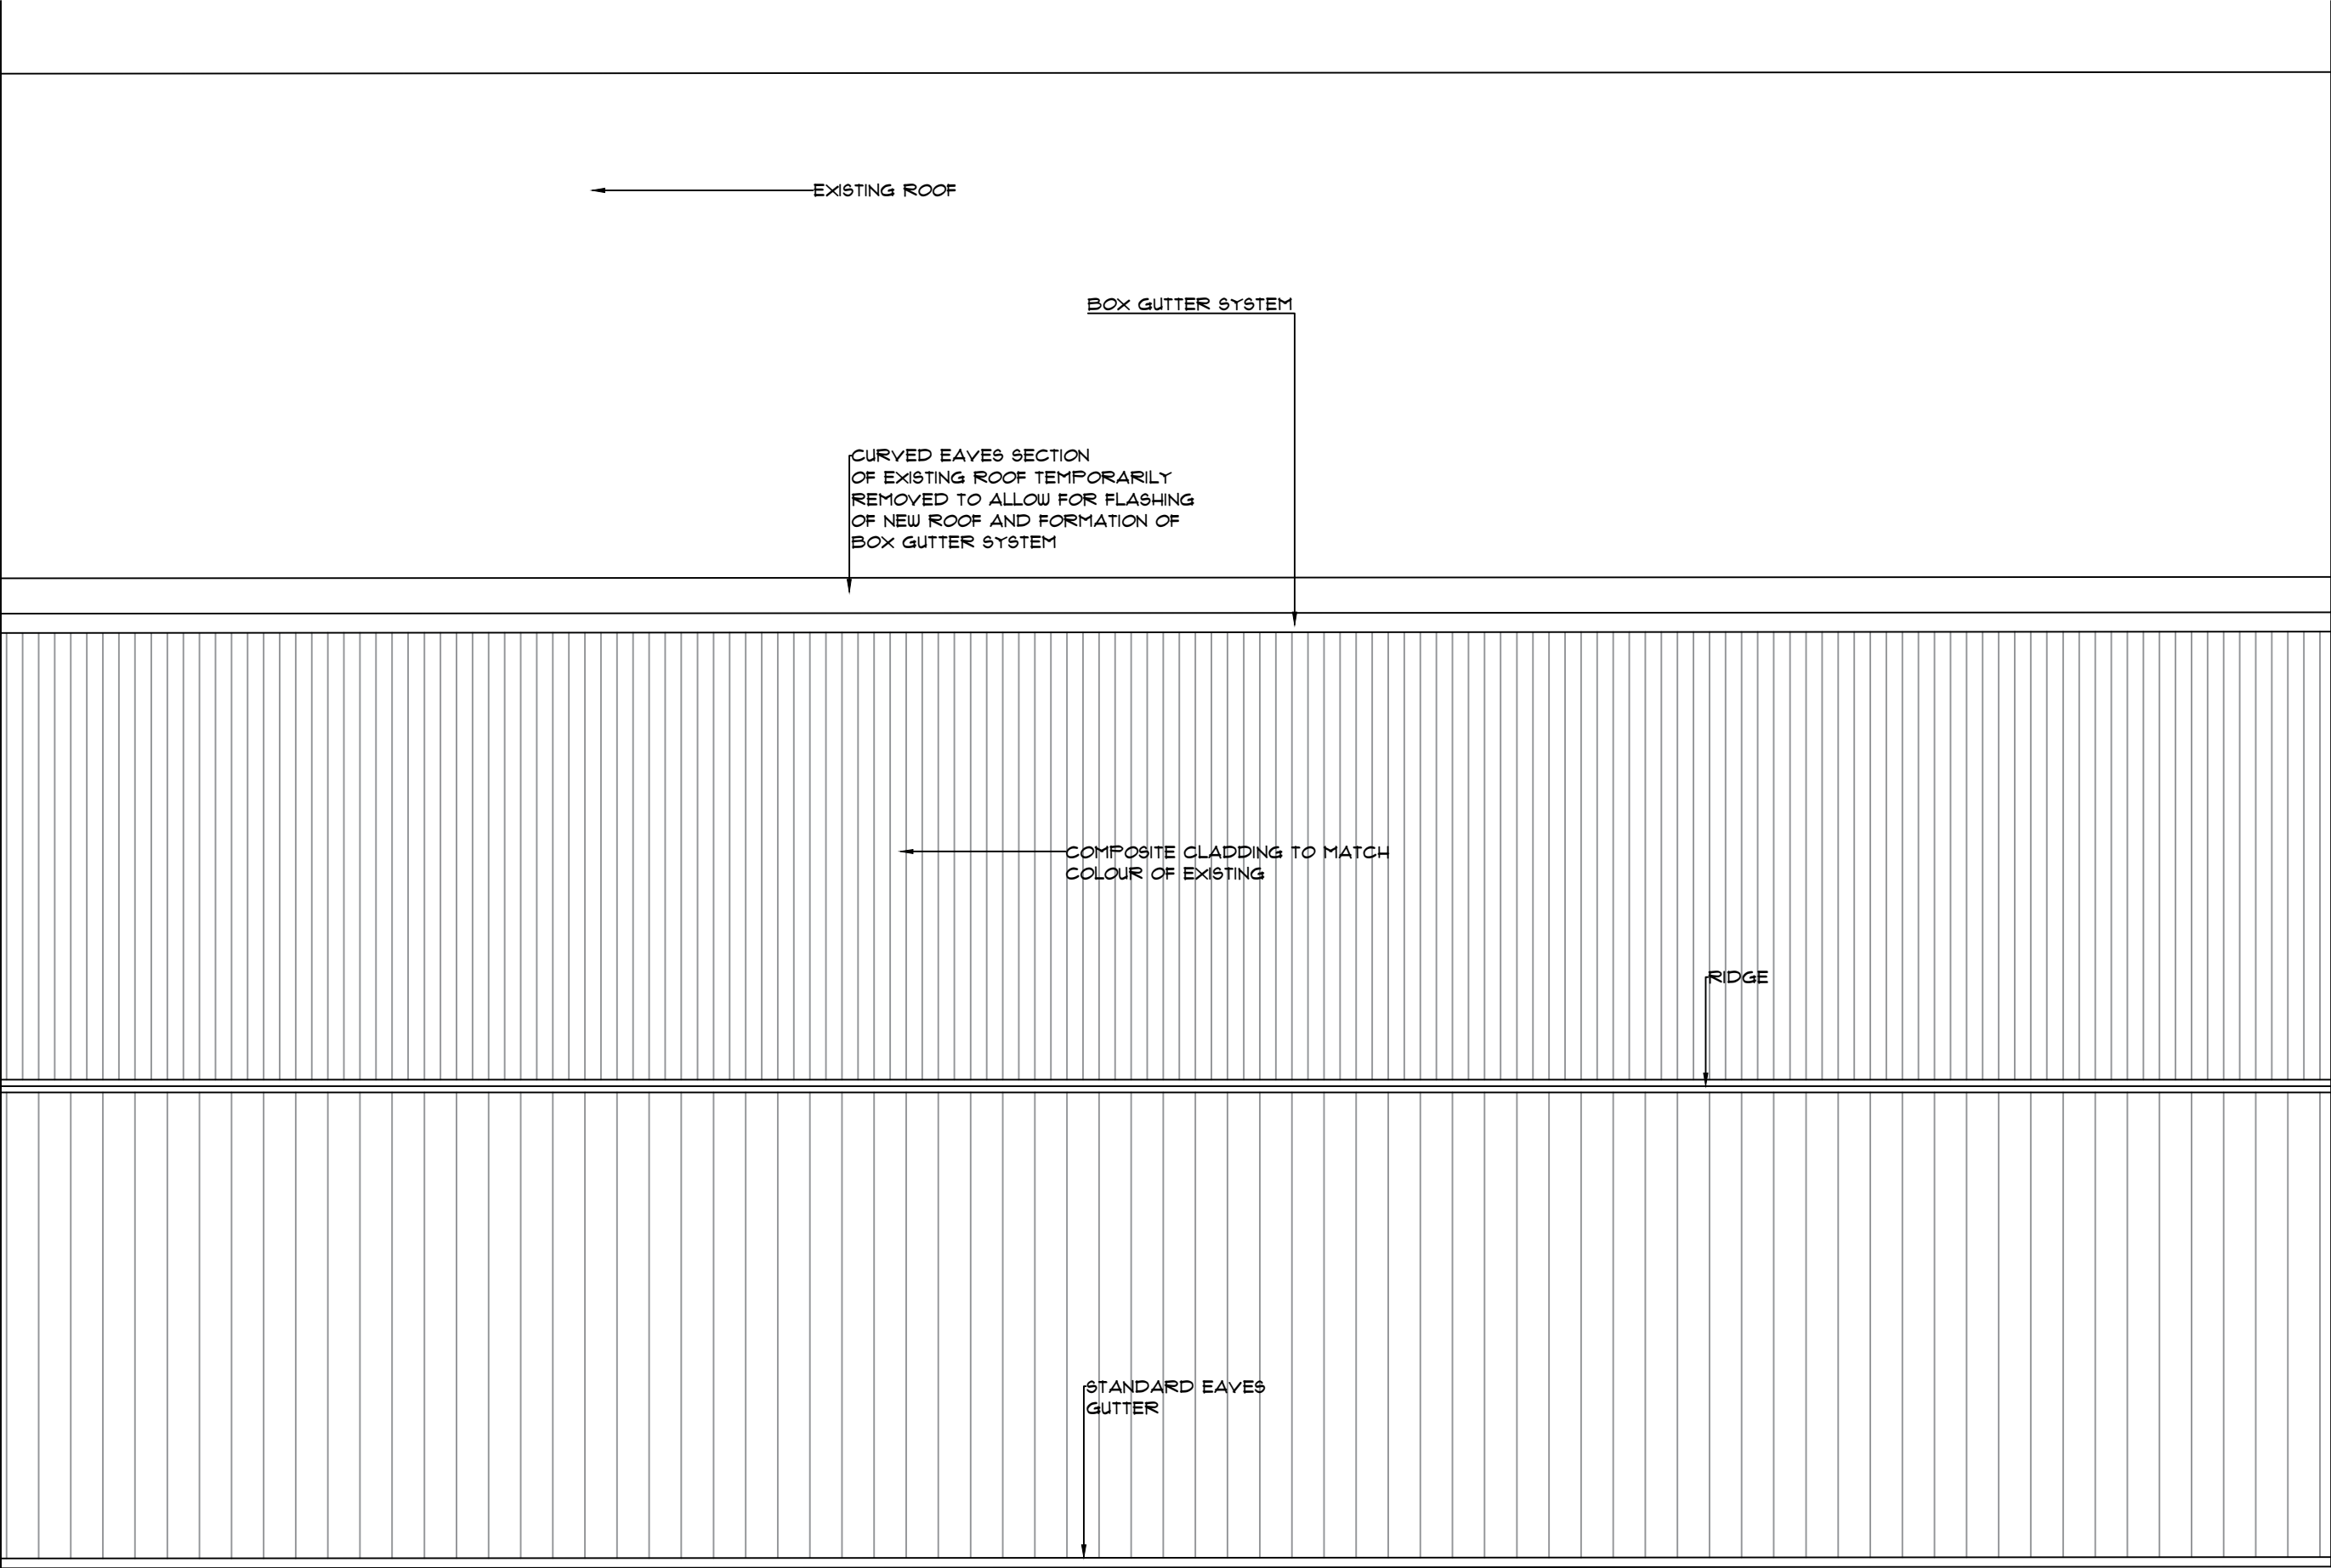 EXISTING ROOF
BOX GUTTER SYSTEM
CURVED EAVES SECTION
OF EXISTING ROOF TEMPORARILY
REMOVED TO ALLOW FOR FLASHING
OF NEW ROOF AND FORMATION OF
BOX GUTTER SYSTEM
COMPOSITE CLADDING TO MATCH
COLOUR OF EXISTING
RIDGE
STANDARD EAVES
GUTTER